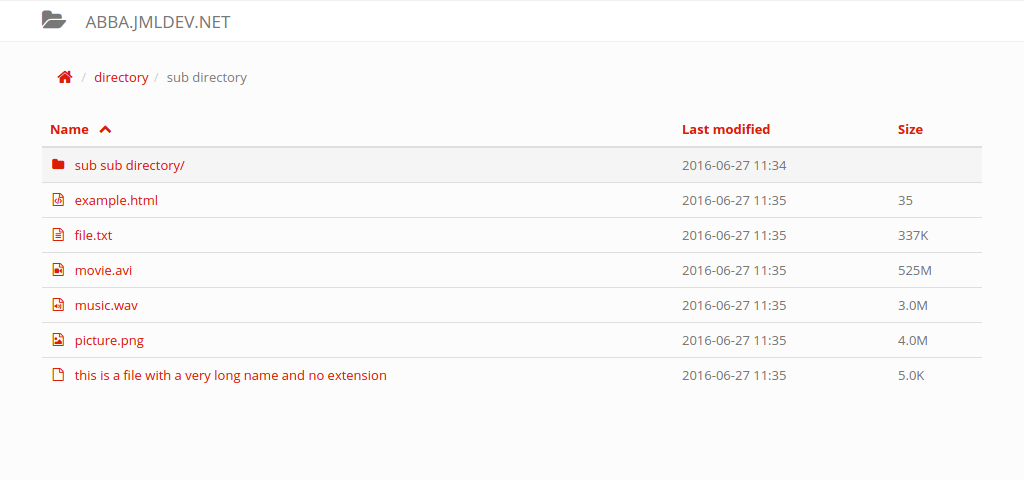 ABBA.JMLDEV.NET
/ directory / sub directory
Name Last modified Size
sub sub directory/ 2016-06-27 11:34
example.html 2016-06-27 11:35 35
file.txt 2016-06-27 11:35 337K
movie.avi 2016-06-27 11:35 525M
music.wav 2016-06-27 11:35 3.0M
picture.png 2016-06-27 11:35 4.0M
this is a file with a very long name and no extension 2016-06-27 11:35 5.0K